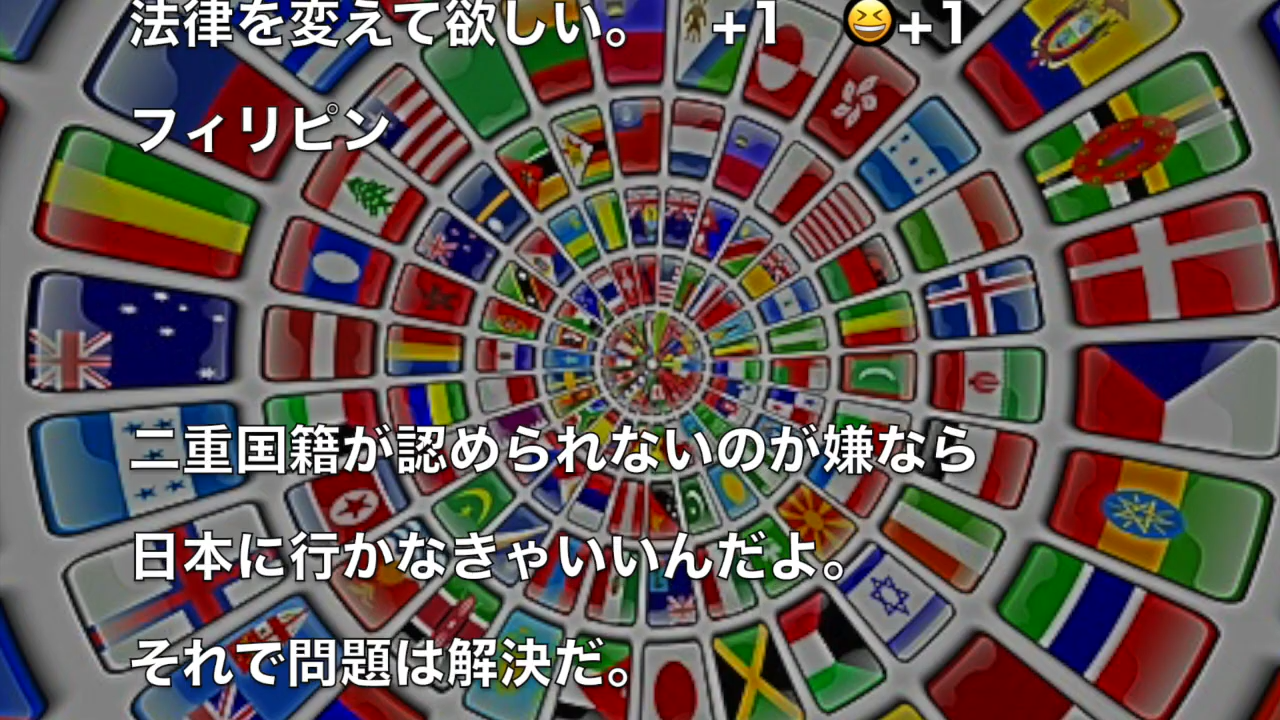 法律を変えて欲しい。 +1 😆+1
フィリピン
二重国籍が認められないのが嫌なら
日本に行かなきゃいいんだよ。
それで問題は解決だ。